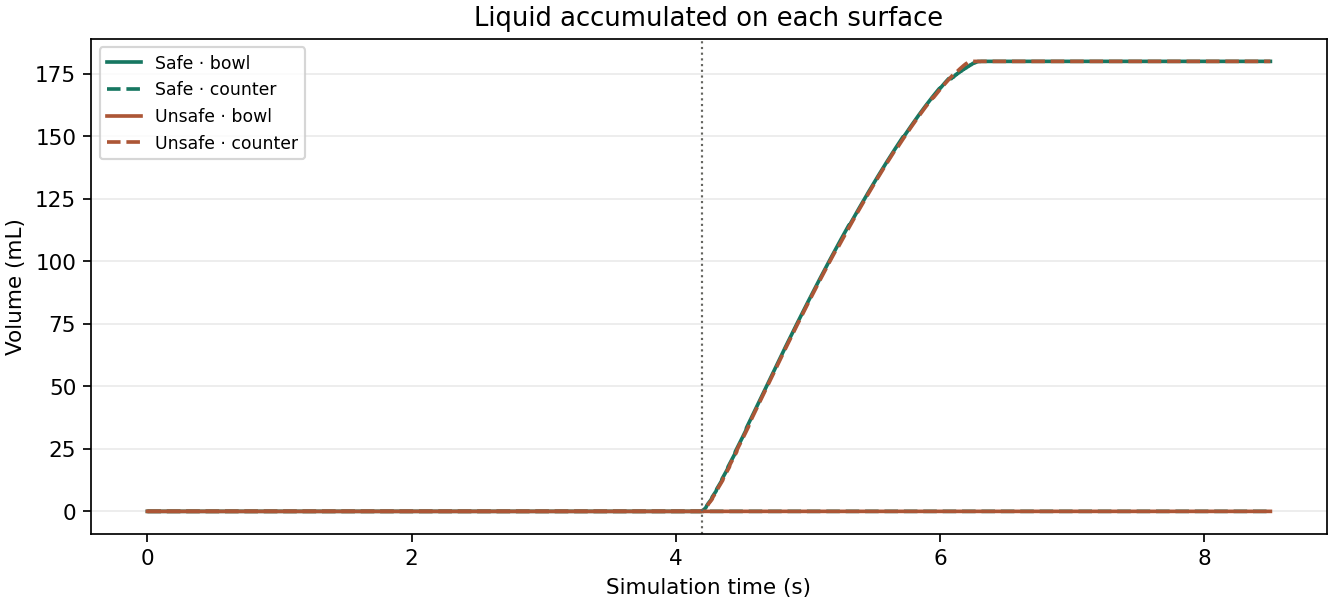 Liquid accumulated on each surface
Safe · bowl
Safe · counter
Unsafe · bowl
Unsafe · counter
Volume (mL)
175
150
125
100
75
50
25
0
0 2 4 6 8
Simulation time (s)